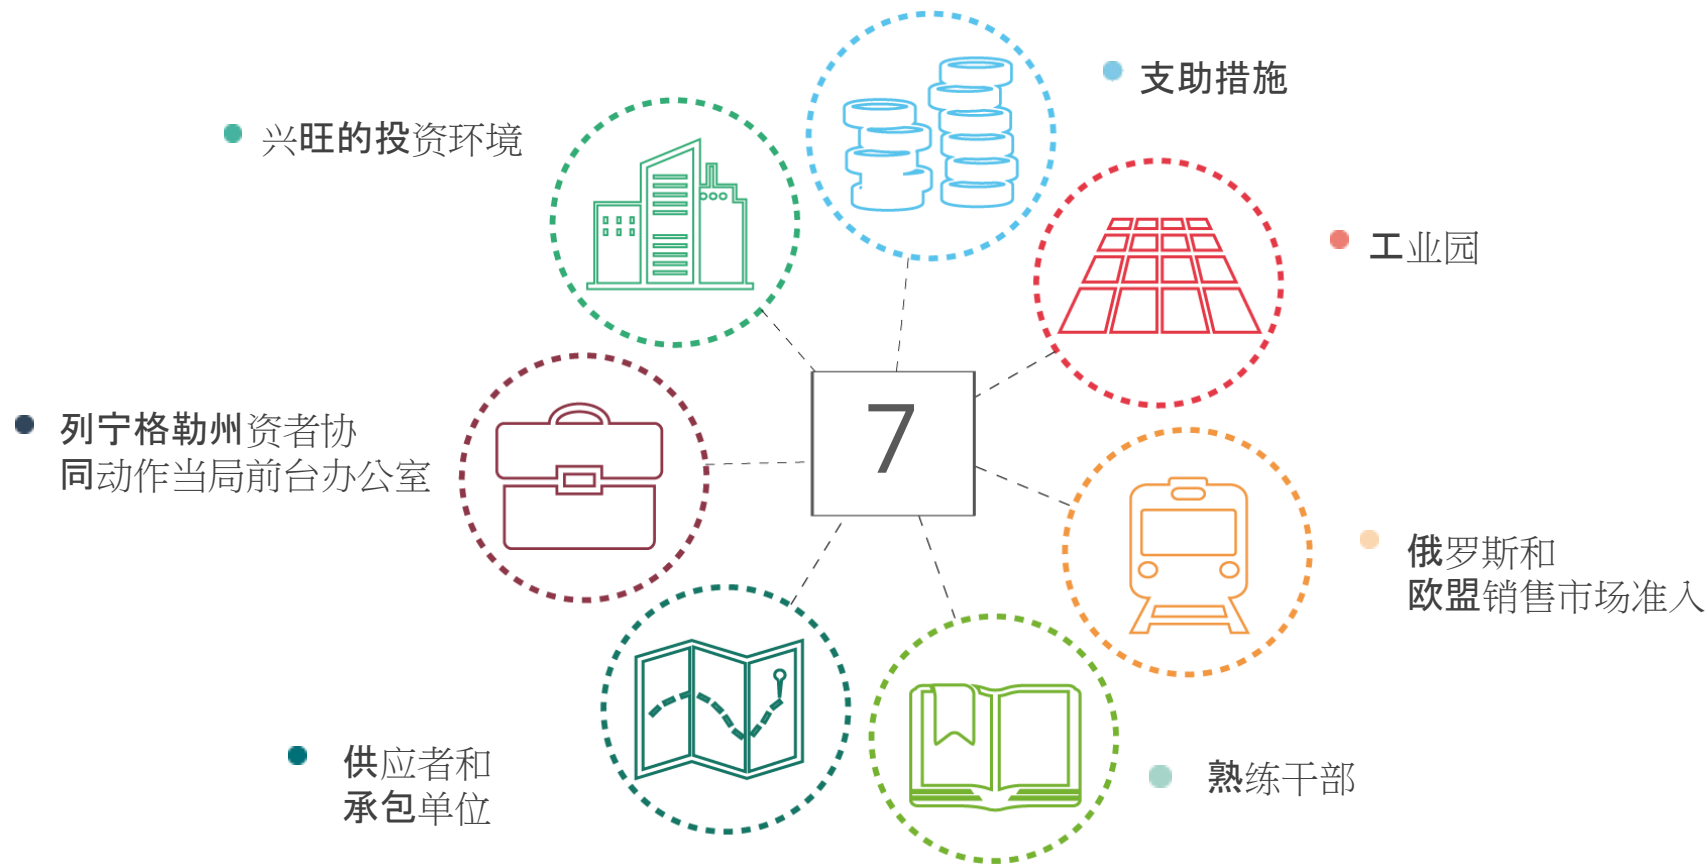 支助措施
兴旺的投资环境
工业园
7
列宁格勒州资者协
同动作当局前台办公室
俄罗斯和
欧盟销售市场准入
供应者和
承包单位
熟练干部